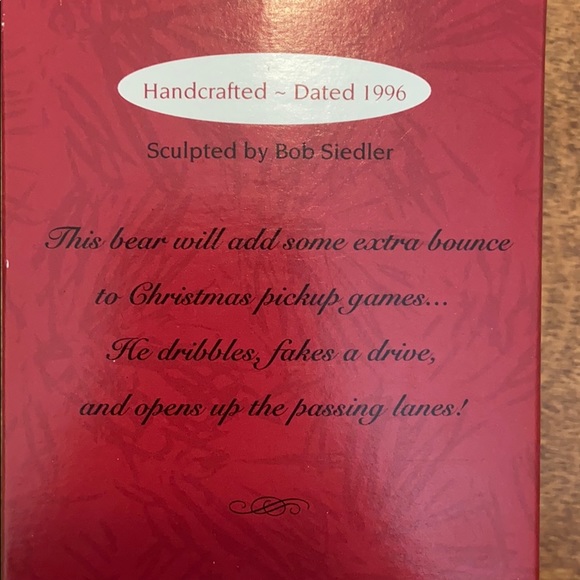 Handcrafted ~ Dated 1996
Sculpted by Bob Siedler
This bear will add some extra bounce
to Christmas pickup games...
He dribbles, fakes a drive,
and opens up the passing lanes!